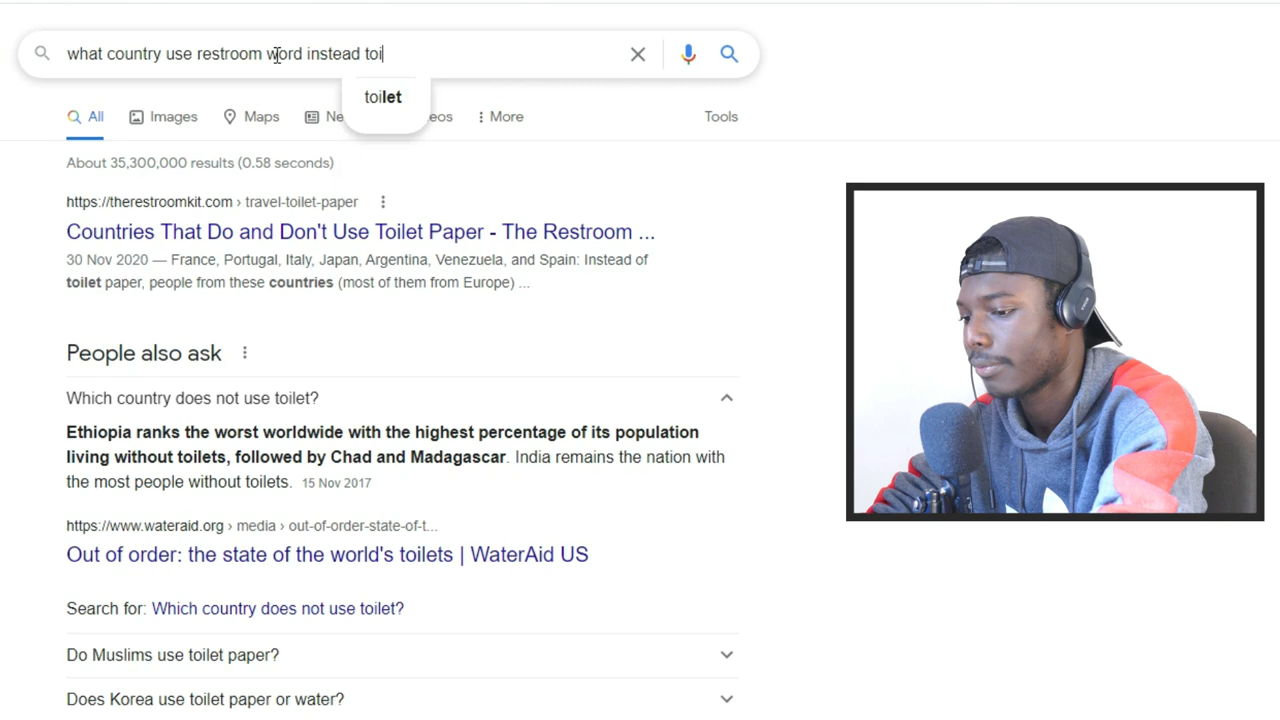 what country use restroom word instead toi
toilet
All Images Maps Ne eos More Tools
About 35,300,000 results (0.58 seconds)
https://therestroomkit.com › travel-toilet-paper
Countries That Do and Don't Use Toilet Paper - The Restroom ...
30 Nov 2020 — France, Portugal, Italy, Japan, Argentina, Venezuela, and Spain: Instead of
toilet paper, people from these countries (most of them from Europe) ...
People also ask
Which country does not use toilet?
Ethiopia ranks the worst worldwide with the highest percentage of its population
living without toilets, followed by Chad and Madagascar. India remains the nation with
the most people without toilets. 15 Nov 2017
https://www.wateraid.org › media › out-of-order-state-of-t...
Out of order: the state of the world's toilets | WaterAid US
Search for: Which country does not use toilet?
Do Muslims use toilet paper?
Does Korea use toilet paper or water?